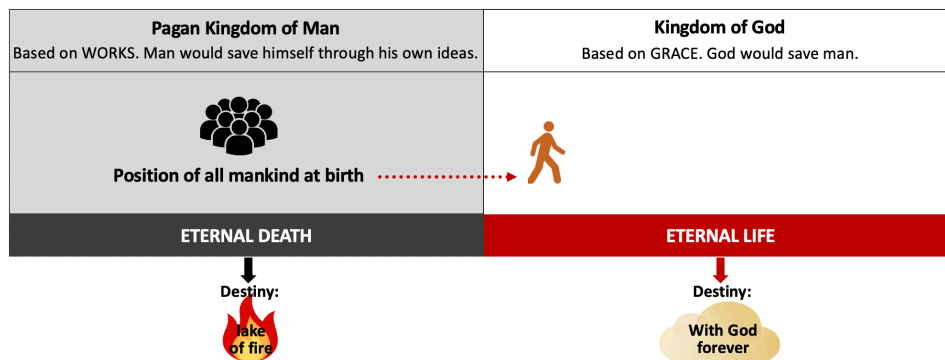 Pagan Kingdom of Man
Based on WORKS. Man would save himself through his own ideas.
Kingdom of God
Based on GRACE. God would save man.
Position of all mankind at birth
ETERNAL DEATH
ETERNAL LIFE
Destiny:
lake
of fire
Destiny:
With God
forever